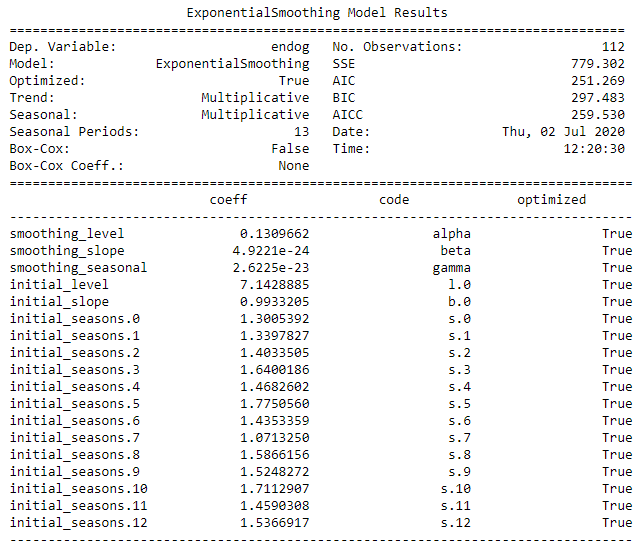 ExponentialSmoothing Model Results
================================================================================
Dep. Variable: endog No. Observations: 112
Model: ExponentialSmoothing SSE 779.302
Optimized: True AIC 251.269
Trend: Multiplicative BIC 297.483
Seasonal: Multiplicative AICC 259.530
Seasonal Periods: 13 Date: Thu, 02 Jul 2020
Box-Cox: False Time: 12:20:30
Box-Cox Coeff.: None
=================================================================================
coeff code optimized
---------------------------------------------------------------------------------
smoothing_level 0.1309662 alpha True
smoothing_slope 4.9221e-24 beta True
smoothing_seasonal 2.6225e-23 gamma True
initial_level 7.1428885 l.0 True
initial_slope 0.9933205 b.0 True
initial_seasons.0 1.3005392 s.0 True
initial_seasons.1 1.3397827 s.1 True
initial_seasons.2 1.4033505 s.2 True
initial_seasons.3 1.6400186 s.3 True
initial_seasons.4 1.4682602 s.4 True
initial_seasons.5 1.7750560 s.5 True
initial_seasons.6 1.4353359 s.6 True
initial_seasons.7 1.0713250 s.7 True
initial_seasons.8 1.5866156 s.8 True
initial_seasons.9 1.5248272 s.9 True
initial_seasons.10 1.7112907 s.10 True
initial_seasons.11 1.4590308 s.11 True
initial_seasons.12 1.5366917 s.12 True
---------------------------------------------------------------------------------